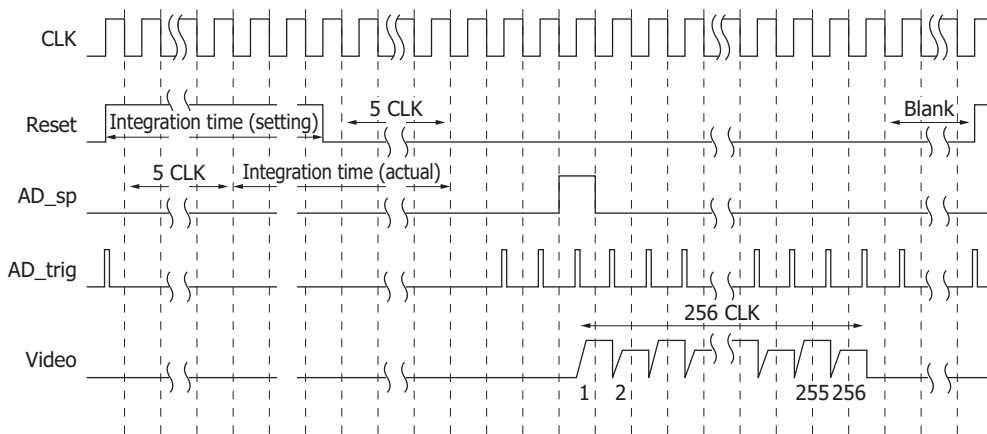 CLK
Reset
Integration time (setting)
5 CLK
Blank
5 CLK
Integration time (actual)
AD_sp
AD_trig
256 CLK
Video
1
2
255
256